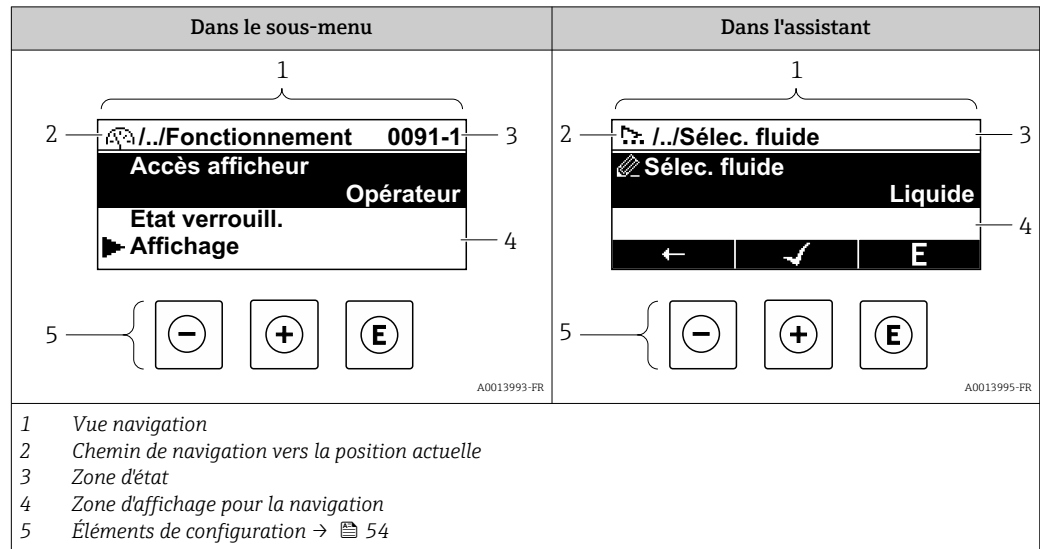 Dans le sous-menu
1
2
/../Fonctionnement 0091-1
3
Accès afficheur
Opérateur
Etat verrouill.
Affichage
4
5
- + E
A0013993-FR
Dans l'assistant
1
2
/../Sélec. fluide
3
Sélec. fluide
Liquide
4
← ✓ E
5
- + E
A0013995-FR
1 Vue navigation
2 Chemin de navigation vers la position actuelle
3 Zone d'état
4 Zone d'affichage pour la navigation
5 Éléments de configuration → 54